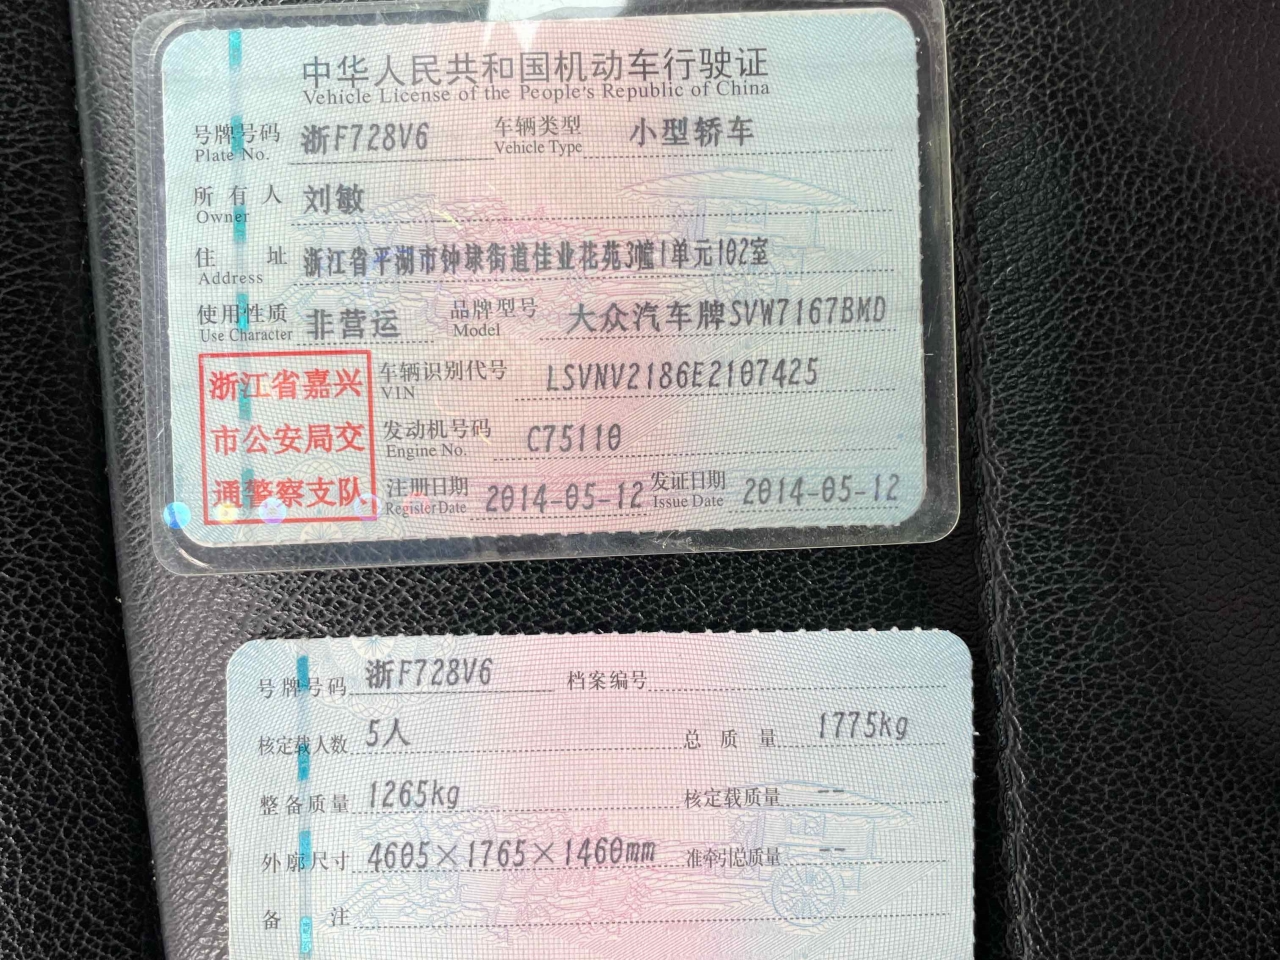 中华人民共和国机动车行驶证
Vehicle License of the People's Republic of China
号牌号码 浙F728V6 车辆类型 小型轿车
Plate No. Vehicle Type
所有人 刘敏
Owner
住址 浙江省平湖市钟埭街道佳业花苑3幢1单元102室
Address
使用性质 非营运 品牌型号 大众汽车牌SVW7167BMD
Use Character Model
浙江省嘉兴
市公安局交
通警察支队
车辆识别代号 LSVNV2186E2107425
VIN
发动机号码 C75110
Engine No.
注册日期 2014-05-12 发证日期 2014-05-12
Register Date Issue Date
号牌号码 浙F728V6 档案编号
核定载人数 5人 总质量 1775kg
整备质量 1265kg 核定载质量 --
外廓尺寸 4605×1765×1460mm 准牵引总质量 --
备注